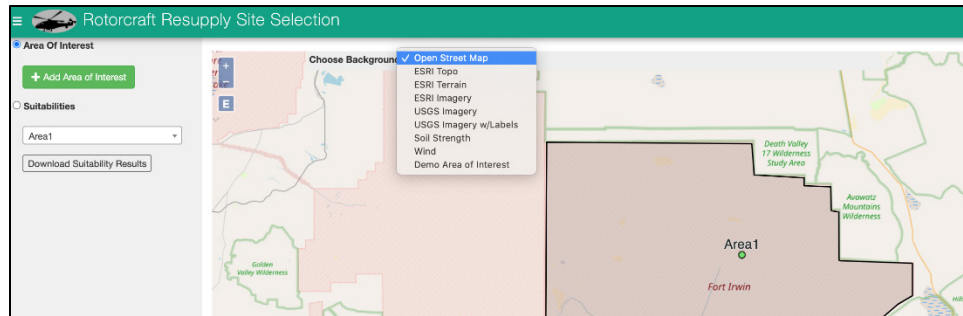 Rotorcraft Resupply Site Selection
Area Of Interest
+ Add Area of Interest
Suitabilities
Area1
Download Suitability Results
Choose Background
✓ Open Street Map
ESRI Topo
ESRI Terrain
ESRI Imagery
USGS Imagery
USGS Imagery w/Labels
Soil Strength
Wind
Demo Area of Interest
+
−
E
Death Valley
17 Wilderness
Study Area
Avawatz
Mountains
Wilderness
Area1
Fort Irwin
Golden
Valley Wilderness